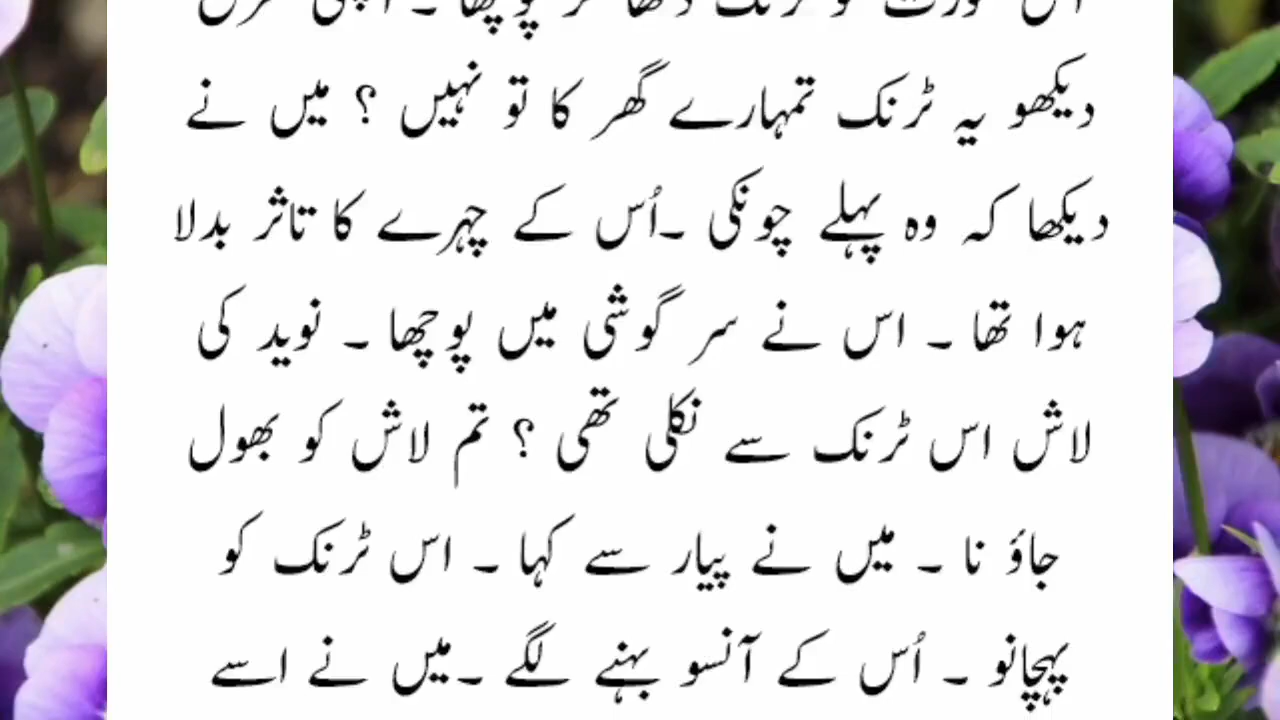 دیکھو یہ ٹرنک تمہارے گھر کا تو نہیں ؟ میں نے
دیکھا کہ وہ پہلے چونکی ۔اُس کے چہرے کا تاثر بدلا
ہوا تھا ۔ اس نے سر گوشی میں پوچھا ۔ نوید کی
لاش اس ٹرنک سے نکلی تھی ؟ تم لاش کو بھول
جاؤ نا ۔ میں نے پیار سے کہا ۔ اس ٹرنک کو
پہچانو ۔ اُس کے آنسو بہنے لگے ۔میں نے اسے